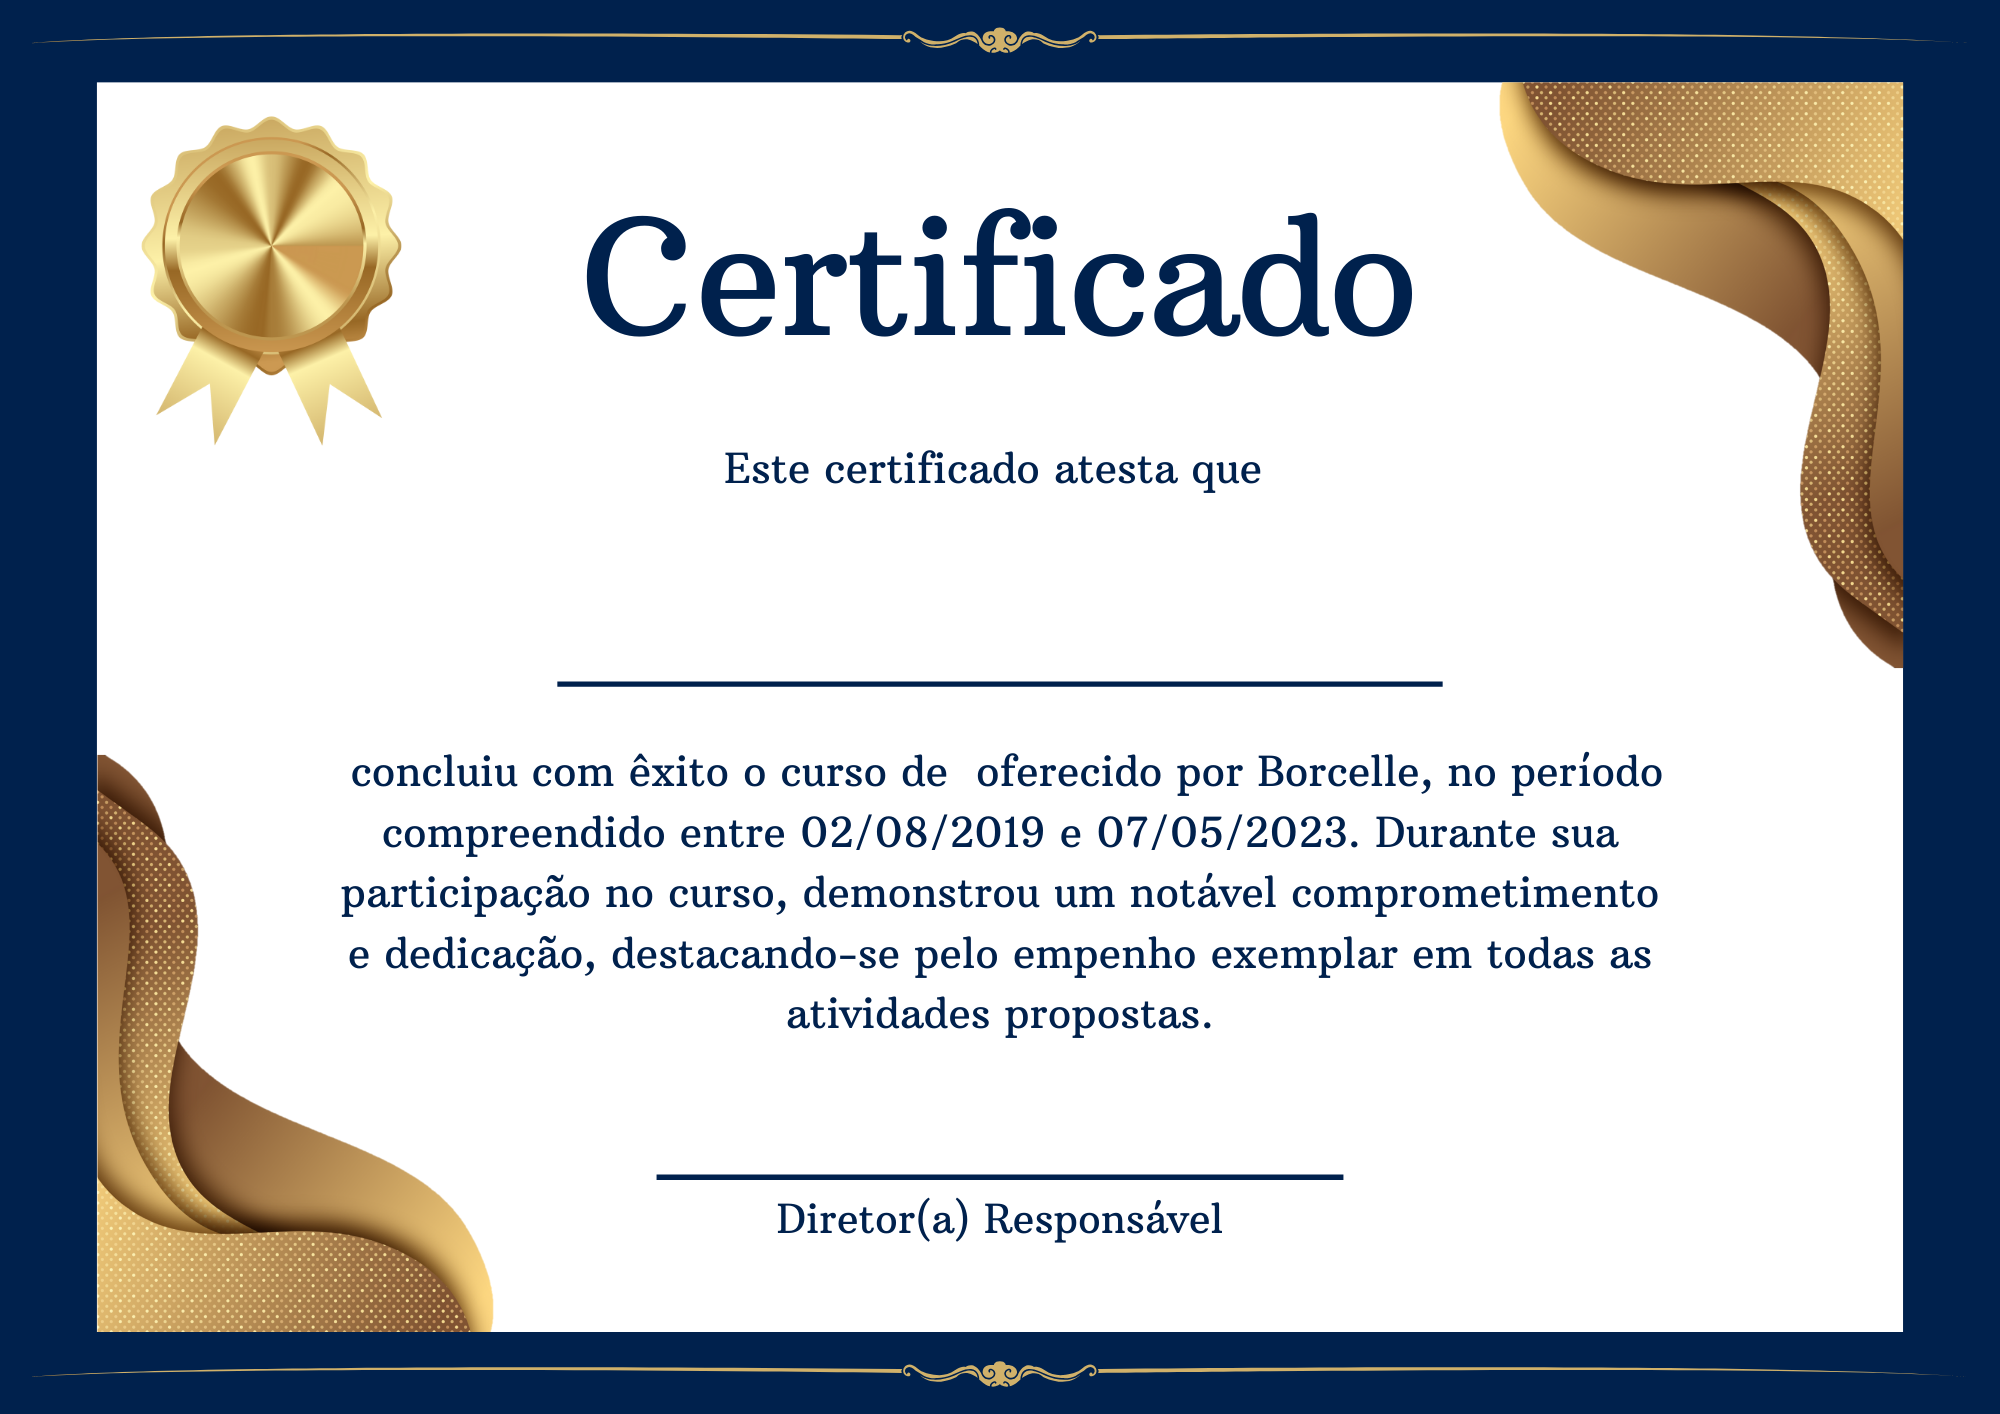 Certificado
Este certificado atesta que
concluiu com êxito o curso de  oferecido por Borcelle, no período
compreendido entre 02/08/2019 e 07/05/2023. Durante sua
participação no curso, demonstrou um notável comprometimento
e dedicação, destacando-se pelo empenho exemplar em todas as
atividades propostas.
Diretor(a) Responsável